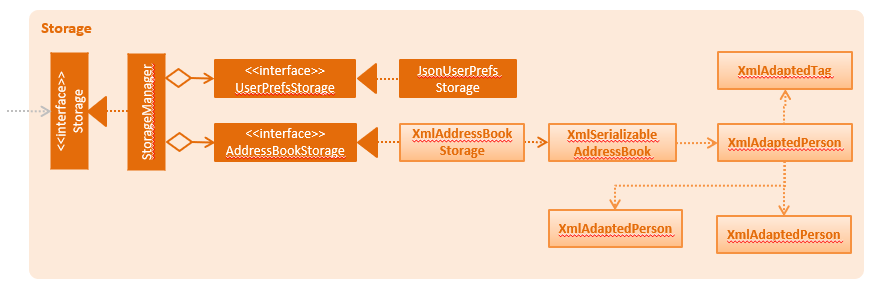 Storage
<<interface>>
Storage
StorageManager
<<interface>>
UserPrefsStorage
JsonUserPrefs
Storage
<<interface>>
AddressBookStorage
XmlAddressBook
Storage
XmlSerializable
AddressBook
XmlAdaptedTag
XmlAdaptedPerson
XmlAdaptedPerson
XmlAdaptedPerson